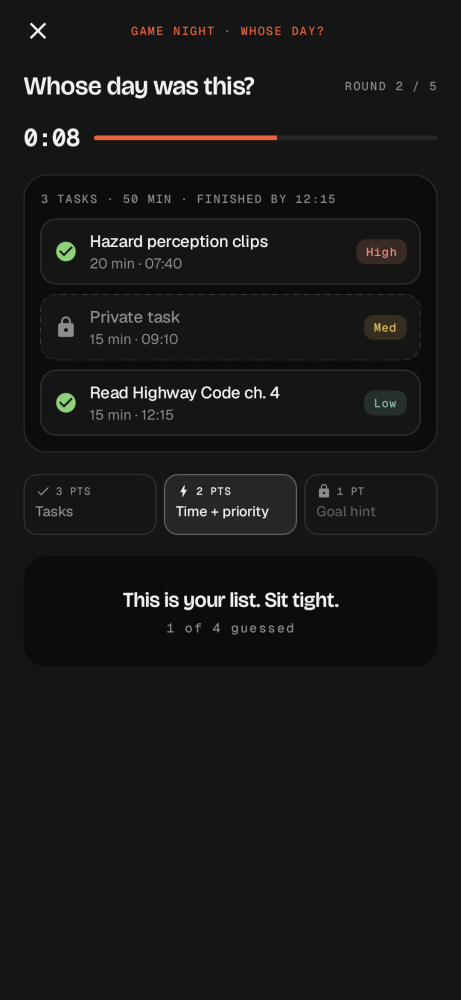 GAME NIGHT · WHOSE DAY?
Whose day was this?
ROUND 2 / 5
0:08
3 TASKS · 50 MIN · FINISHED BY 12:15
Hazard perception clips
20 min · 07:40
High
Private task
15 min · 09:10
Med
Read Highway Code ch. 4
15 min · 12:15
Low
3 PTS
Tasks
2 PTS
Time + priority
1 PT
Goal hint
This is your list. Sit tight.
1 of 4 guessed